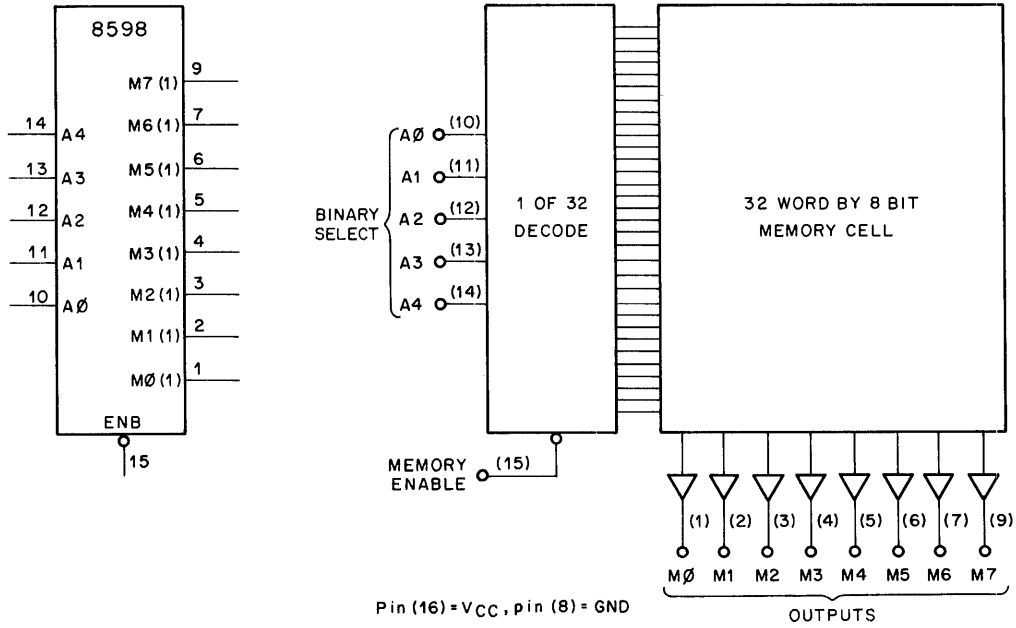 8598
M7 (1) 9
M6 (1) 7
14 A4
M5 (1) 6
13 A3
M4 (1) 5
12 A2
M3 (1) 4
11 A1
M2 (1) 3
10 AØ
M1 (1) 2
MØ (1) 1
ENB
15
BINARY
SELECT
AØ (10)
A1 (11)
A2 (12)
A3 (13)
A4 (14)
1 OF 32
DECODE
32 WORD BY 8 BIT
MEMORY CELL
MEMORY
ENABLE
(15)
(1) (2) (3) (4) (5) (6) (7) (9)
MØ M1 M2 M3 M4 M5 M6 M7
OUTPUTS
Pin (16) = VCC, pin (8) = GND